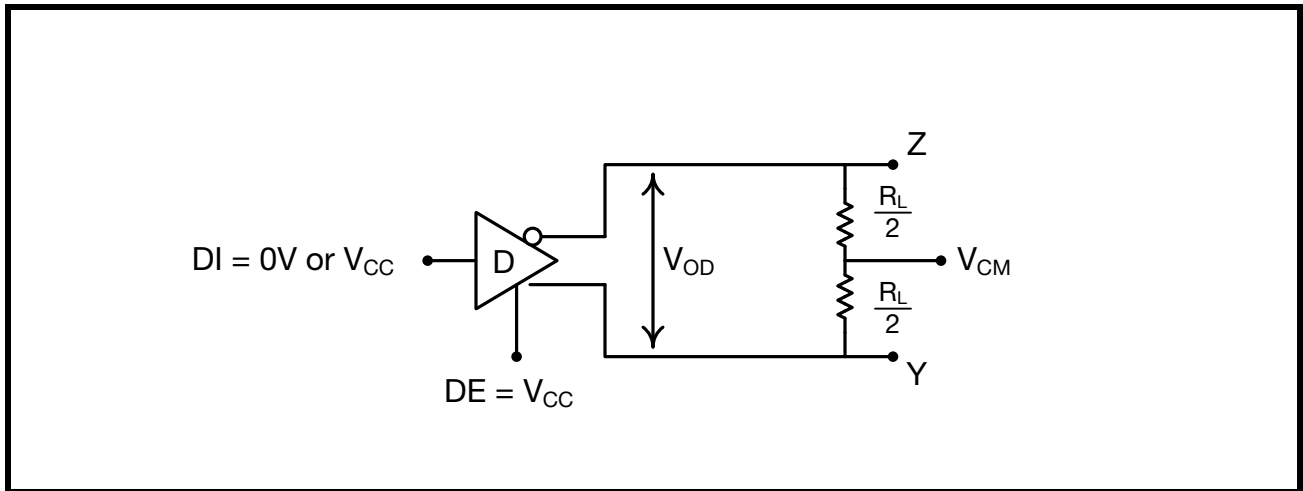 Z
R_L
2
DI = 0V or V_CC
D
V_OD
V_CM
R_L
2
Y
DE = V_CC